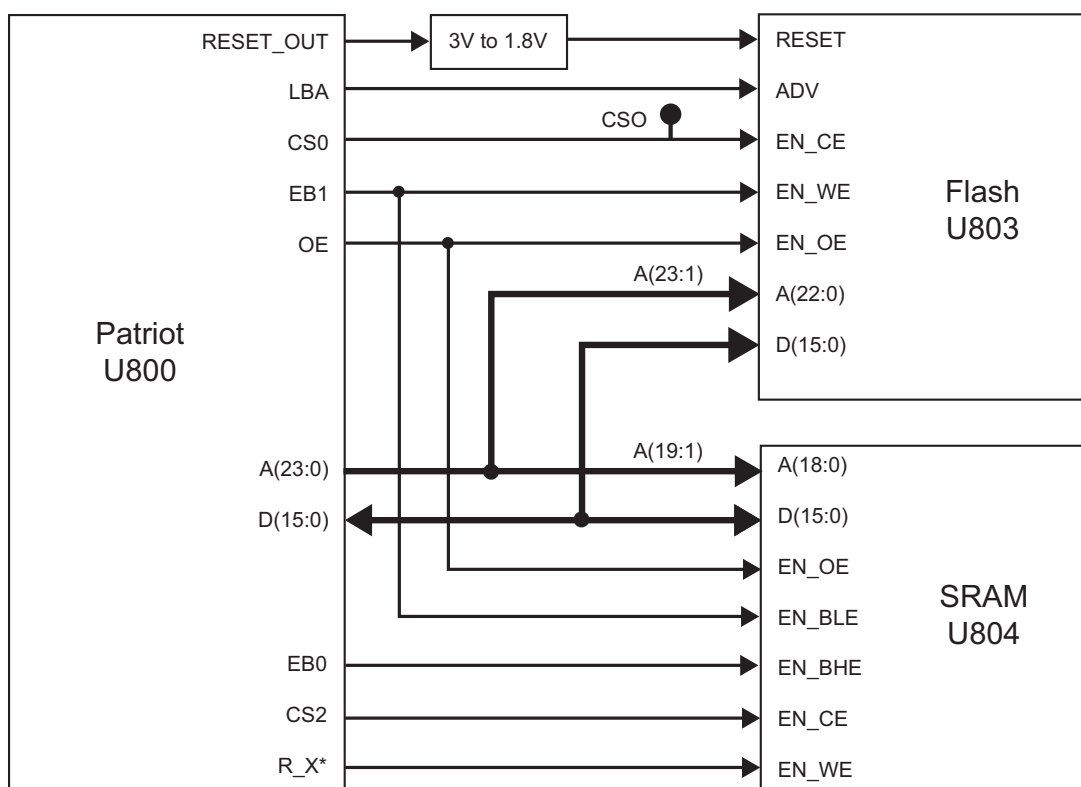 RESET_OUT
3V to 1.8V
RESET
LBA
ADV
CSO
CS0
EN_CE
EB1
EN_WE
Flash
U803
OE
EN_OE
A(23:1)
A(22:0)
Patriot
U800
D(15:0)
A(23:0)
A(19:1)
A(18:0)
D(15:0)
D(15:0)
EN_OE
SRAM
U804
EN_BLE
EB0
EN_BHE
CS2
EN_CE
R_X*
EN_WE